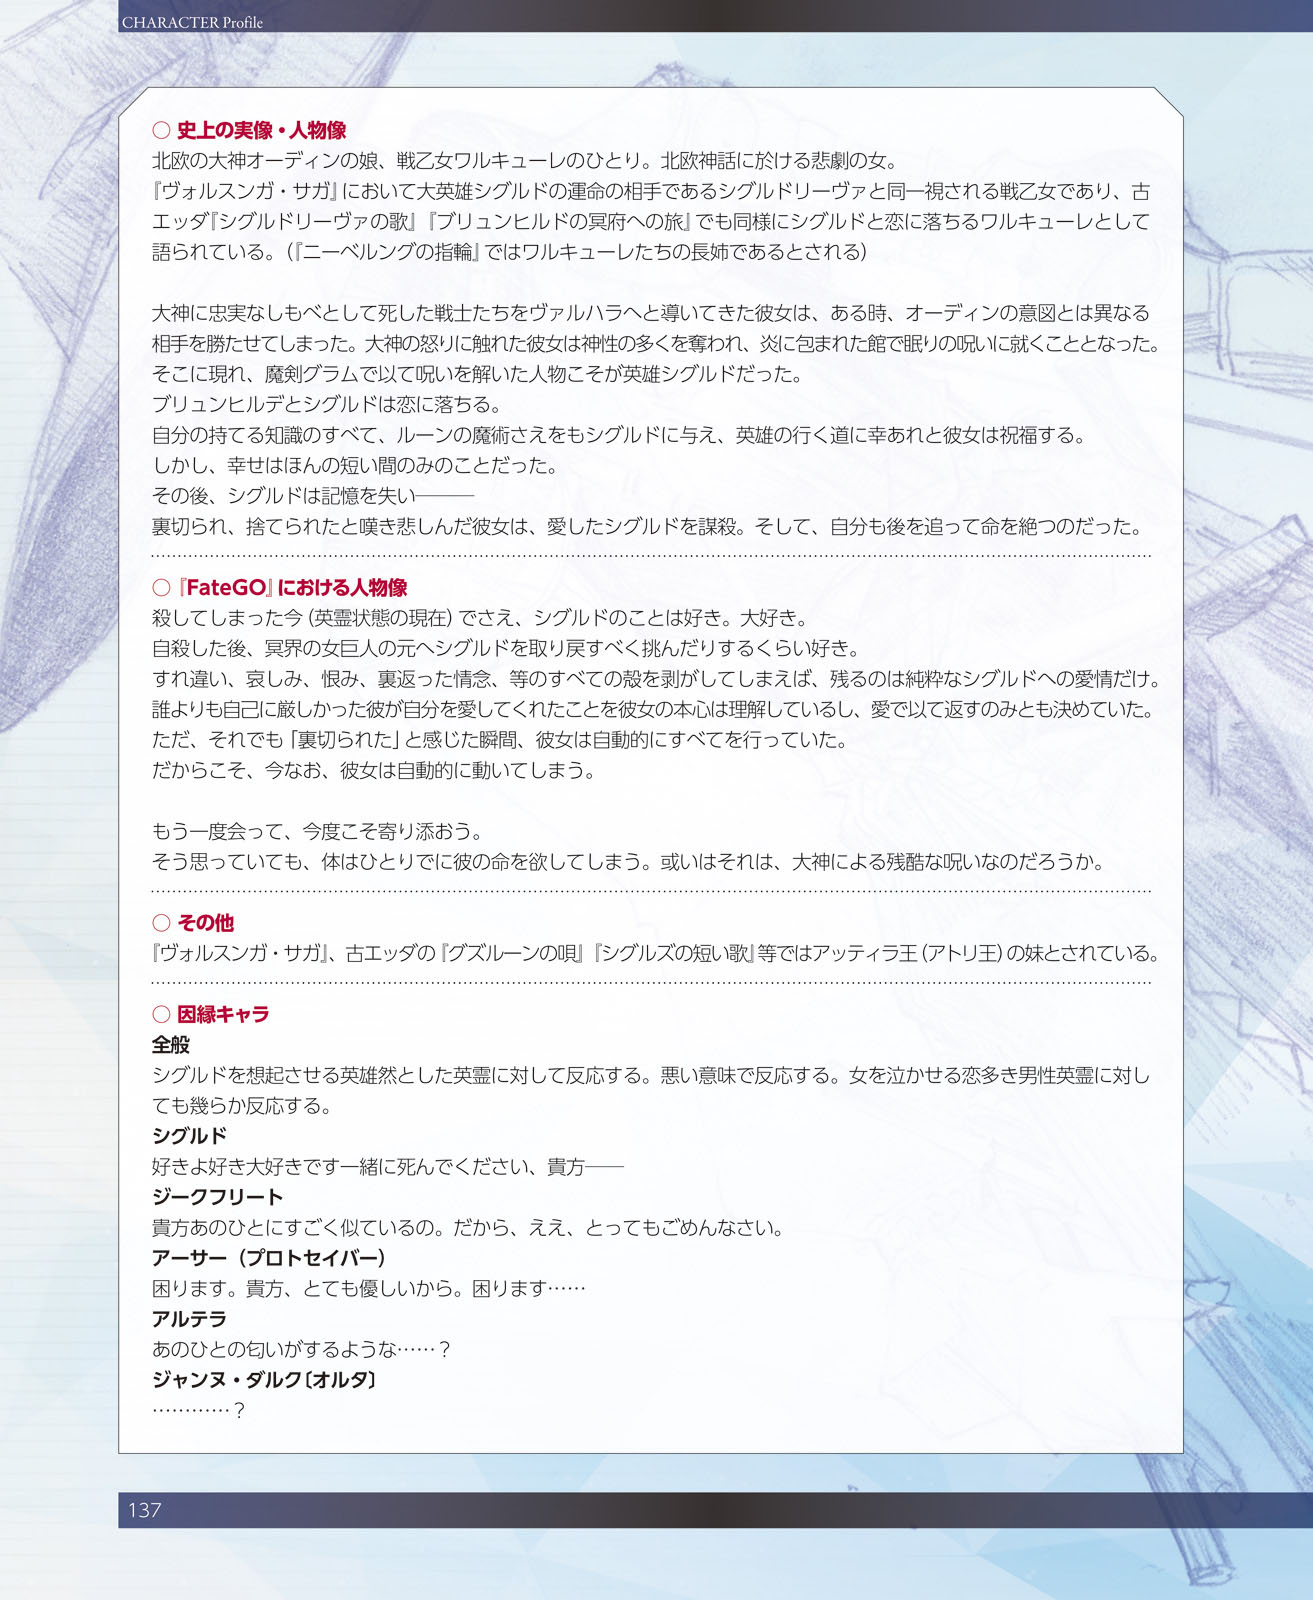 CHARACTER Profile
○ 史上の実像・人物像
北欧の大神オーディンの娘、戦乙女ワルキューレのひとり。北欧神話に於ける悲劇の女。
『ヴォルスンガ・サガ』において大英雄シグルドの運命の相手であるシグルドリーヴァと同一視される戦乙女であり、古
エッダ『シグルドリーヴァの歌』『ブリュンヒルドの冥府への旅』でも同様にシグルドと恋に落ちるワルキューレとして
語られている。（『ニーベルングの指輪』ではワルキューレたちの長姉であるとされる）
大神に忠実なしもべとして死した戦士たちをヴァルハラへと導いてきた彼女は、ある時、オーディンの意図とは異なる
相手を勝たせてしまった。大神の怒りに触れた彼女は神性の多くを奪われ、炎に包まれた館で眠りの呪いに就くこととなった。
そこに現れ、魔剣グラムで以て呪いを解いた人物こそが英雄シグルドだった。
ブリュンヒルデとシグルドは恋に落ちる。
自分の持てる知識のすべて、ルーンの魔術さえをもシグルドに与え、英雄の行く道に幸あれと彼女は祝福する。
しかし、幸せはほんの短い間のみのことだった。
その後、シグルドは記憶を失い―――
裏切られ、捨てられたと嘆き悲しんだ彼女は、愛したシグルドを謀殺。そして、自分も後を追って命を絶つのだった。
○ 『FateGO』における人物像
殺してしまった今（英霊状態の現在）でさえ、シグルドのことは好き。大好き。
自殺した後、冥界の女巨人の元へシグルドを取り戻すべく挑んだりするくらい好き。
すれ違い、哀しみ、恨み、裏返った情念、等のすべての殻を剥がしてしまえば、残るのは純粋なシグルドへの愛情だけ。
誰よりも自己に厳しかった彼が自分を愛してくれたことを彼女の本心は理解しているし、愛で以て返すのみとも決めていた。
ただ、それでも「裏切られた」と感じた瞬間、彼女は自動的にすべてを行っていた。
だからこそ、今なお、彼女は自動的に動いてしまう。
もう一度会って、今度こそ寄り添おう。
そう思っていても、体はひとりでに彼の命を欲してしまう。或いはそれは、大神による残酷な呪いなのだろうか。
○ その他
『ヴォルスンガ・サガ』、古エッダの『グズルーンの唄』『シグルズの短い歌』等ではアッティラ王（アトリ王）の妹とされている。
○ 因縁キャラ
全般
シグルドを想起させる英雄然とした英霊に対して反応する。悪い意味で反応する。女を泣かせる恋多き男性英霊に対し
ても幾らか反応する。
シグルド
好きよ好き大好きです一緒に死んでください、貴方――
ジークフリート
貴方あのひとにすごく似ているの。だから、ええ、とってもごめんなさい。
アーサー（プロトセイバー）
困ります。貴方、とても優しいから。困ります……
アルテラ
あのひとの匂いがするような……？
ジャンヌ・ダルク〔オルタ〕
…………？
137